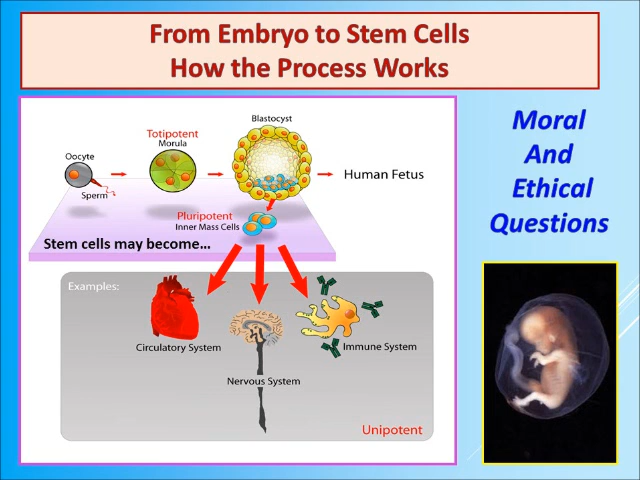 From Embryo to Stem Cells
How the Process Works
Moral
And
Ethical
Questions
Blastocyst
Totipotent
Morula
Oocyte
Sperm
Human Fetus
Pluripotent
Inner Mass Cells
Stem cells may become...
Examples:
Circulatory System
Immune System
Nervous System
Unipotent